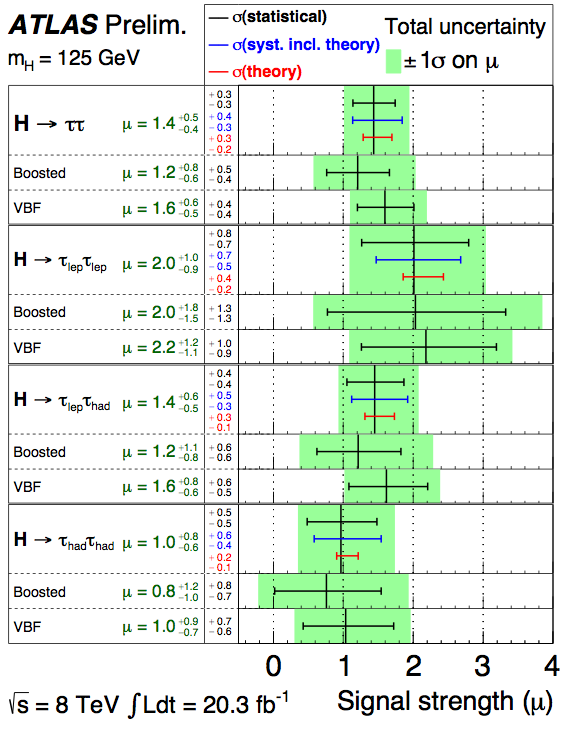 ATLAS Prelim.
m_H = 125 GeV
σ(statistical)
σ(syst. incl. theory)
σ(theory)
Total uncertainty
± 1σ on μ
H → ττ μ = 1.4 +0.5 −0.4
+ 0.3
− 0.3
+ 0.4
− 0.3
+ 0.3
− 0.2
Boosted μ = 1.2 +0.8 −0.6 + 0.5 − 0.4
VBF μ = 1.6 +0.6 −0.5 + 0.4 − 0.4
H → τ_lep τ_lep μ = 2.0 +1.0 −0.9
+ 0.8
− 0.7
+ 0.7
− 0.5
+ 0.4
− 0.2
Boosted μ = 2.0 +1.8 −1.5 + 1.3 − 1.3
VBF μ = 2.2 +1.2 −1.1 + 1.0 − 0.9
H → τ_lep τ_had μ = 1.4 +0.6 −0.5
+ 0.4
− 0.4
+ 0.5
− 0.3
+ 0.3
− 0.1
Boosted μ = 1.2 +1.1 −0.8 + 0.6 − 0.6
VBF μ = 1.6 +0.8 −0.6 + 0.6 − 0.5
H → τ_had τ_had μ = 1.0 +0.8 −0.6
+ 0.5
− 0.5
+ 0.6
− 0.4
+ 0.2
− 0.1
Boosted μ = 0.8 +1.2 −1.0 + 0.8 − 0.7
VBF μ = 1.0 +0.9 −0.7 + 0.7 − 0.6
0 1 2 3 4
√s = 8 TeV ∫Ldt = 20.3 fb⁻¹ Signal strength (μ)